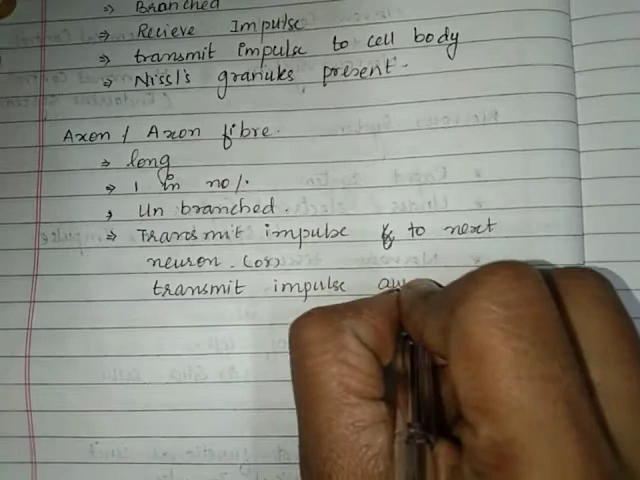 ⇒ Branched
⇒ Recieve Impulse
⇒ transmit impulse to cell body
⇒ Nissl's granules present.
Axon / Axon fibre.
⇒ long
⇒ 1 in no/.
⇒ Un branched.
⇒ Transmit impulse to next
neuron. (or)
transmit impulse aw